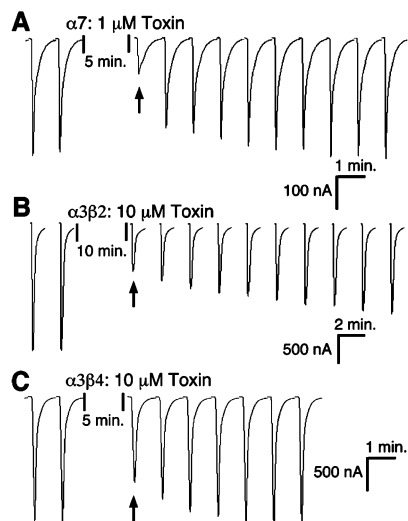 A
α7: 1 μM Toxin
5 min.
1 min.
100 nA
B
α3β2: 10 μM Toxin
10 min.
2 min.
500 nA
C
α3β4: 10 μM Toxin
5 min.
1 min.
500 nA